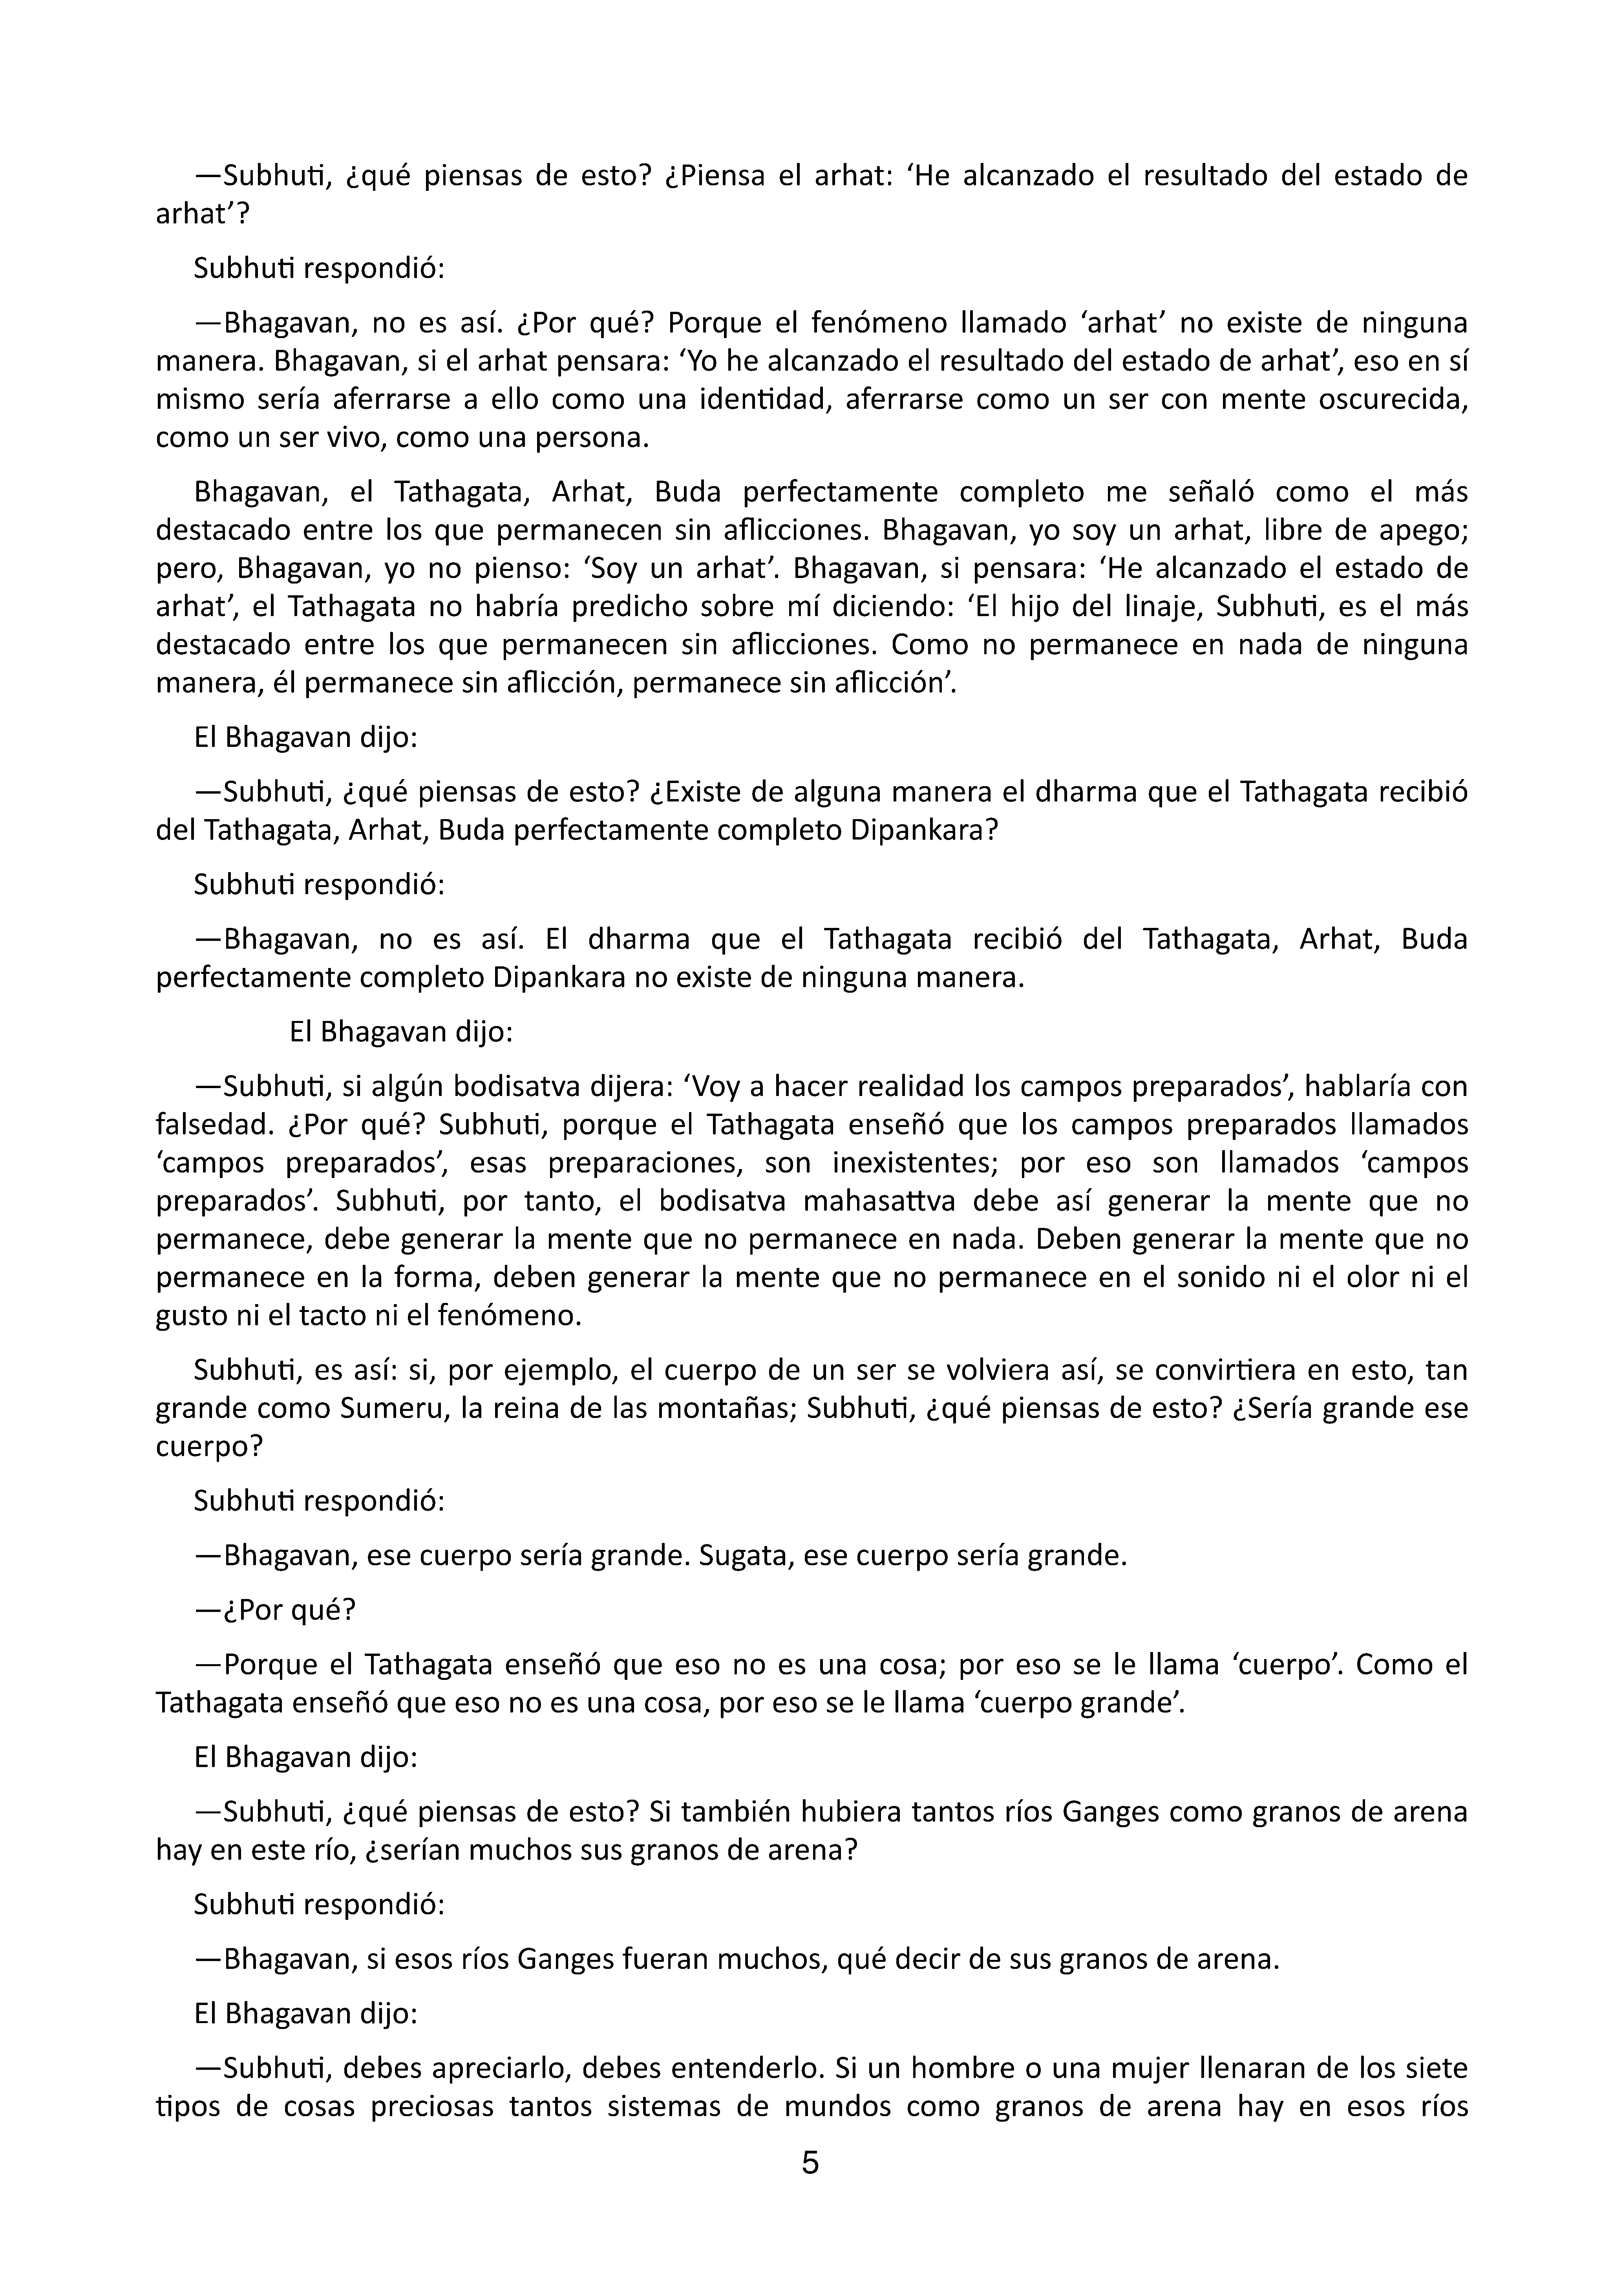 —Subhuti, ¿qué piensas de esto? ¿Piensa el arhat: ‘He alcanzado el resultado del estado de
arhat’?
Subhuti respondió:
—Bhagavan, no es así. ¿Por qué? Porque el fenómeno llamado ‘arhat’ no existe de ninguna
manera. Bhagavan, si el arhat pensara: ‘Yo he alcanzado el resultado del estado de arhat’, eso en sí
mismo sería aferrarse a ello como una identidad, aferrarse como un ser con mente oscurecida,
como un ser vivo, como una persona.
Bhagavan, el Tathagata, Arhat, Buda perfectamente completo me señaló como el más
destacado entre los que permanecen sin aflicciones. Bhagavan, yo soy un arhat, libre de apego;
pero, Bhagavan, yo no pienso: ‘Soy un arhat’. Bhagavan, si pensara: ‘He alcanzado el estado de
arhat’, el Tathagata no habría predicho sobre mí diciendo: ‘El hijo del linaje, Subhuti, es el más
destacado entre los que permanecen sin aflicciones. Como no permanece en nada de ninguna
manera, él permanece sin aflicción, permanece sin aflicción’.
El Bhagavan dijo:
—Subhuti, ¿qué piensas de esto? ¿Existe de alguna manera el dharma que el Tathagata recibió
del Tathagata, Arhat, Buda perfectamente completo Dipankara?
Subhuti respondió:
—Bhagavan, no es así. El dharma que el Tathagata recibió del Tathagata, Arhat, Buda
perfectamente completo Dipankara no existe de ninguna manera.
El Bhagavan dijo:
—Subhuti, si algún bodisatva dijera: ‘Voy a hacer realidad los campos preparados’, hablaría con
falsedad. ¿Por qué? Subhuti, porque el Tathagata enseñó que los campos preparados llamados
‘campos preparados’, esas preparaciones, son inexistentes; por eso son llamados ‘campos
preparados’. Subhuti, por tanto, el bodisatva mahasattva debe así generar la mente que no
permanece, debe generar la mente que no permanece en nada. Deben generar la mente que no
permanece en la forma, deben generar la mente que no permanece en el sonido ni el olor ni el
gusto ni el tacto ni el fenómeno.
Subhuti, es así: si, por ejemplo, el cuerpo de un ser se volviera así, se convirtiera en esto, tan
grande como Sumeru, la reina de las montañas; Subhuti, ¿qué piensas de esto? ¿Sería grande ese
cuerpo?
Subhuti respondió:
—Bhagavan, ese cuerpo sería grande. Sugata, ese cuerpo sería grande.
—¿Por qué?
—Porque el Tathagata enseñó que eso no es una cosa; por eso se le llama ‘cuerpo’. Como el
Tathagata enseñó que eso no es una cosa, por eso se le llama ‘cuerpo grande’.
El Bhagavan dijo:
—Subhuti, ¿qué piensas de esto? Si también hubiera tantos ríos Ganges como granos de arena
hay en este río, ¿serían muchos sus granos de arena?
Subhuti respondió:
—Bhagavan, si esos ríos Ganges fueran muchos, qué decir de sus granos de arena.
El Bhagavan dijo:
—Subhuti, debes apreciarlo, debes entenderlo. Si un hombre o una mujer llenaran de los siete
tipos de cosas preciosas tantos sistemas de mundos como granos de arena hay en esos ríos
5